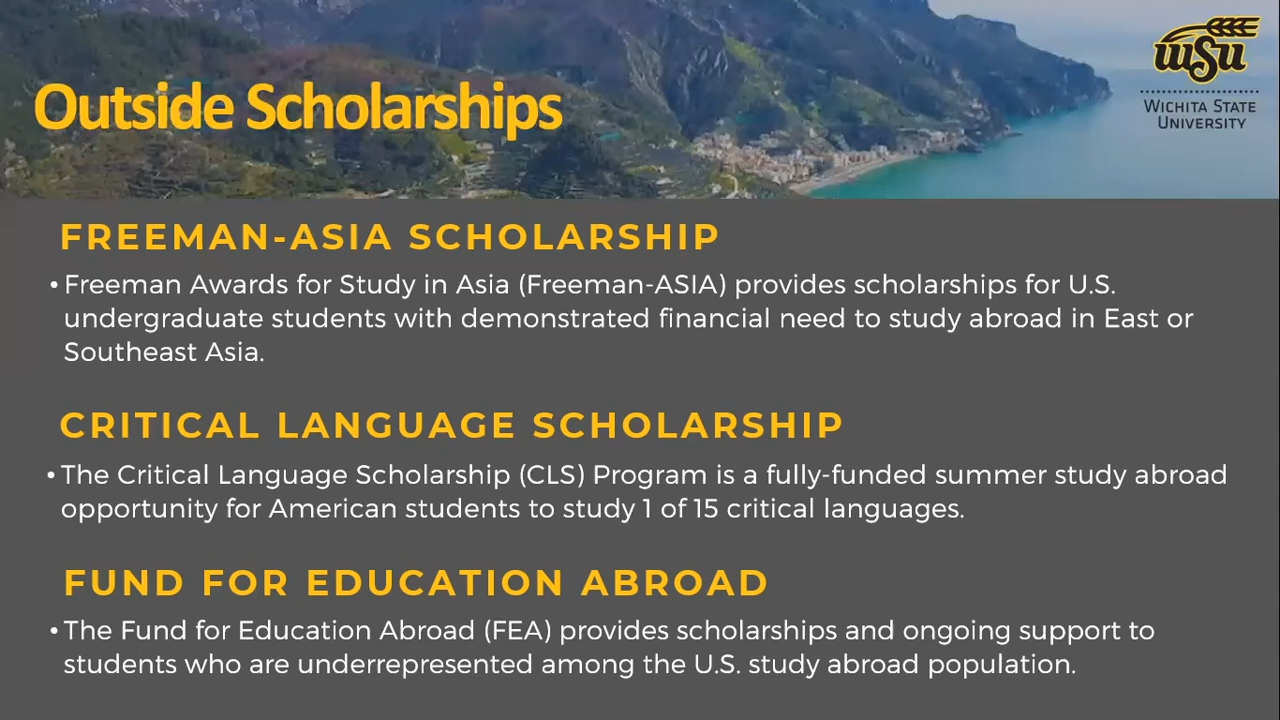 Outside Scholarships
WSU
WICHITA STATE
UNIVERSITY
FREEMAN-ASIA SCHOLARSHIP
• Freeman Awards for Study in Asia (Freeman-ASIA) provides scholarships for U.S.
undergraduate students with demonstrated financial need to study abroad in East or
Southeast Asia.
CRITICAL LANGUAGE SCHOLARSHIP
• The Critical Language Scholarship (CLS) Program is a fully-funded summer study abroad
opportunity for American students to study 1 of 15 critical languages.
FUND FOR EDUCATION ABROAD
• The Fund for Education Abroad (FEA) provides scholarships and ongoing support to
students who are underrepresented among the U.S. study abroad population.